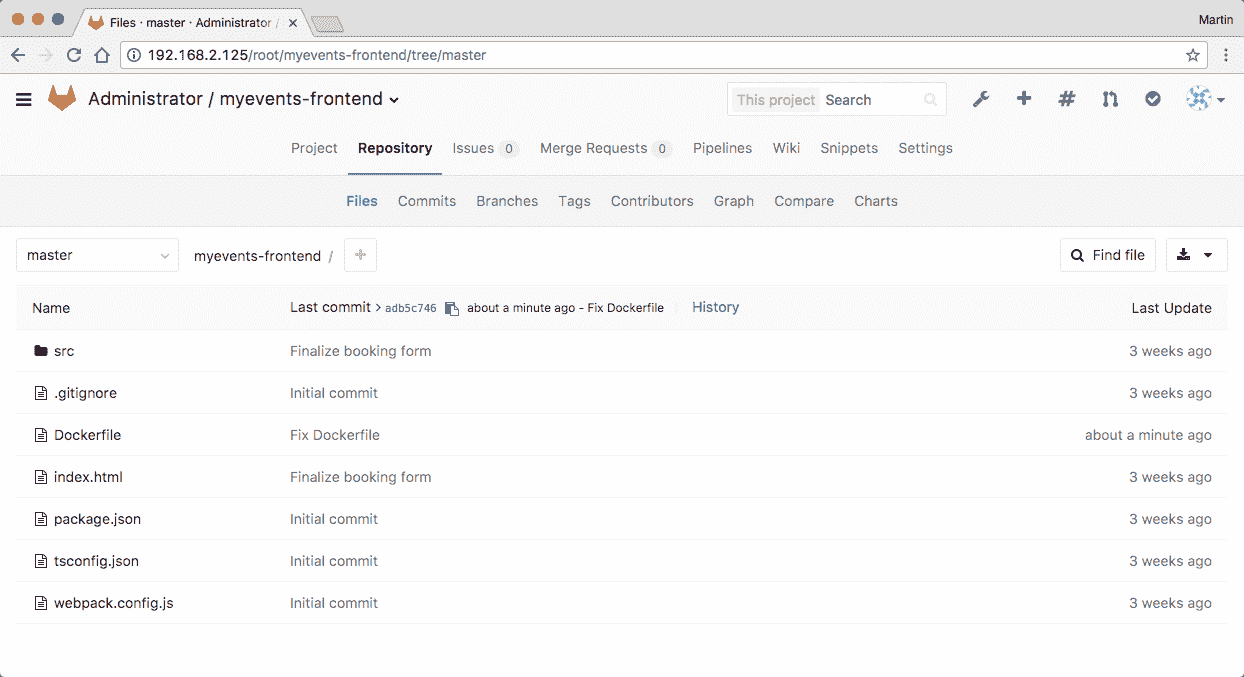 Files · master · Administrator /
Martin
192.168.2.125/root/myevents-frontend/tree/master
Administrator / myevents-frontend
This project Search
Project Repository Issues 0 Merge Requests 0 Pipelines Wiki Snippets Settings
Files Commits Branches Tags Contributors Graph Compare Charts
master myevents-frontend / Find file
Name Last commit > adb5c746 about a minute ago - Fix Dockerfile History Last Update
src Finalize booking form 3 weeks ago
.gitignore Initial commit 3 weeks ago
Dockerfile Fix Dockerfile about a minute ago
index.html Finalize booking form 3 weeks ago
package.json Initial commit 3 weeks ago
tsconfig.json Initial commit 3 weeks ago
webpack.config.js Initial commit 3 weeks ago